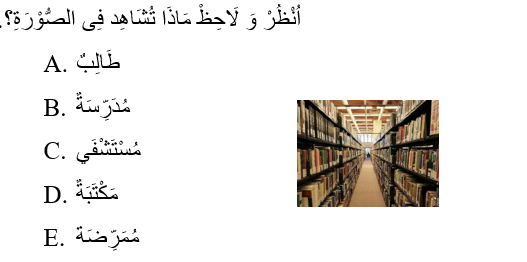 أُنْظُرْ وَ لَاحِظْ مَاذَا تُشَاهِد فِى الصُّوْرَةِ؟.
A. طَالِبٌ
B. مُدَرِّسَةٌ
C. مُسْتَشْفَي
D. مَكْتَبَةٌ
E. مُمَرِّضَة